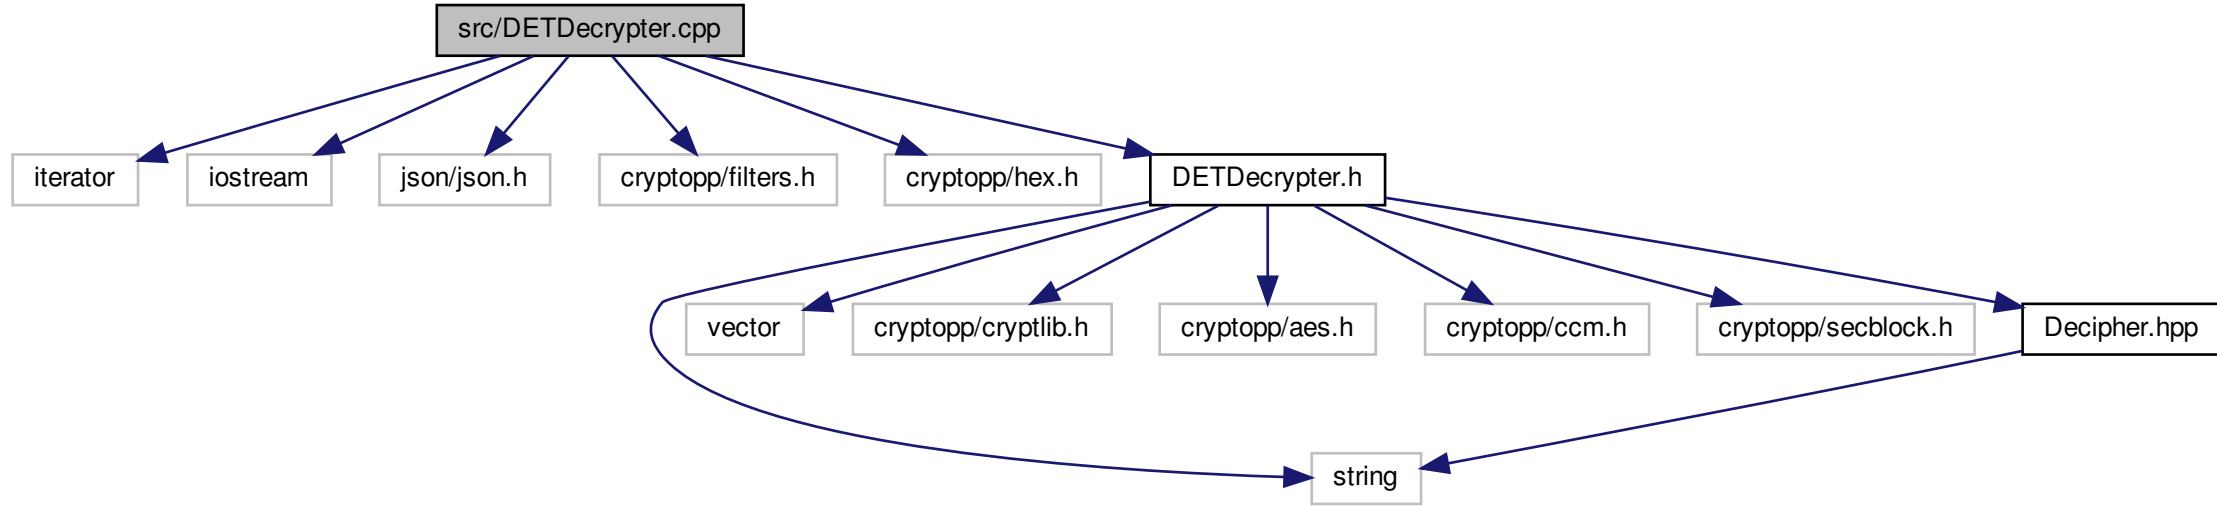 src/DETDecrypter.cpp
iterator
iostream
json/json.h
cryptopp/filters.h
cryptopp/hex.h
DETDecrypter.h
vector
cryptopp/cryptlib.h
cryptopp/aes.h
cryptopp/ccm.h
cryptopp/secblock.h
Decipher.hpp
string